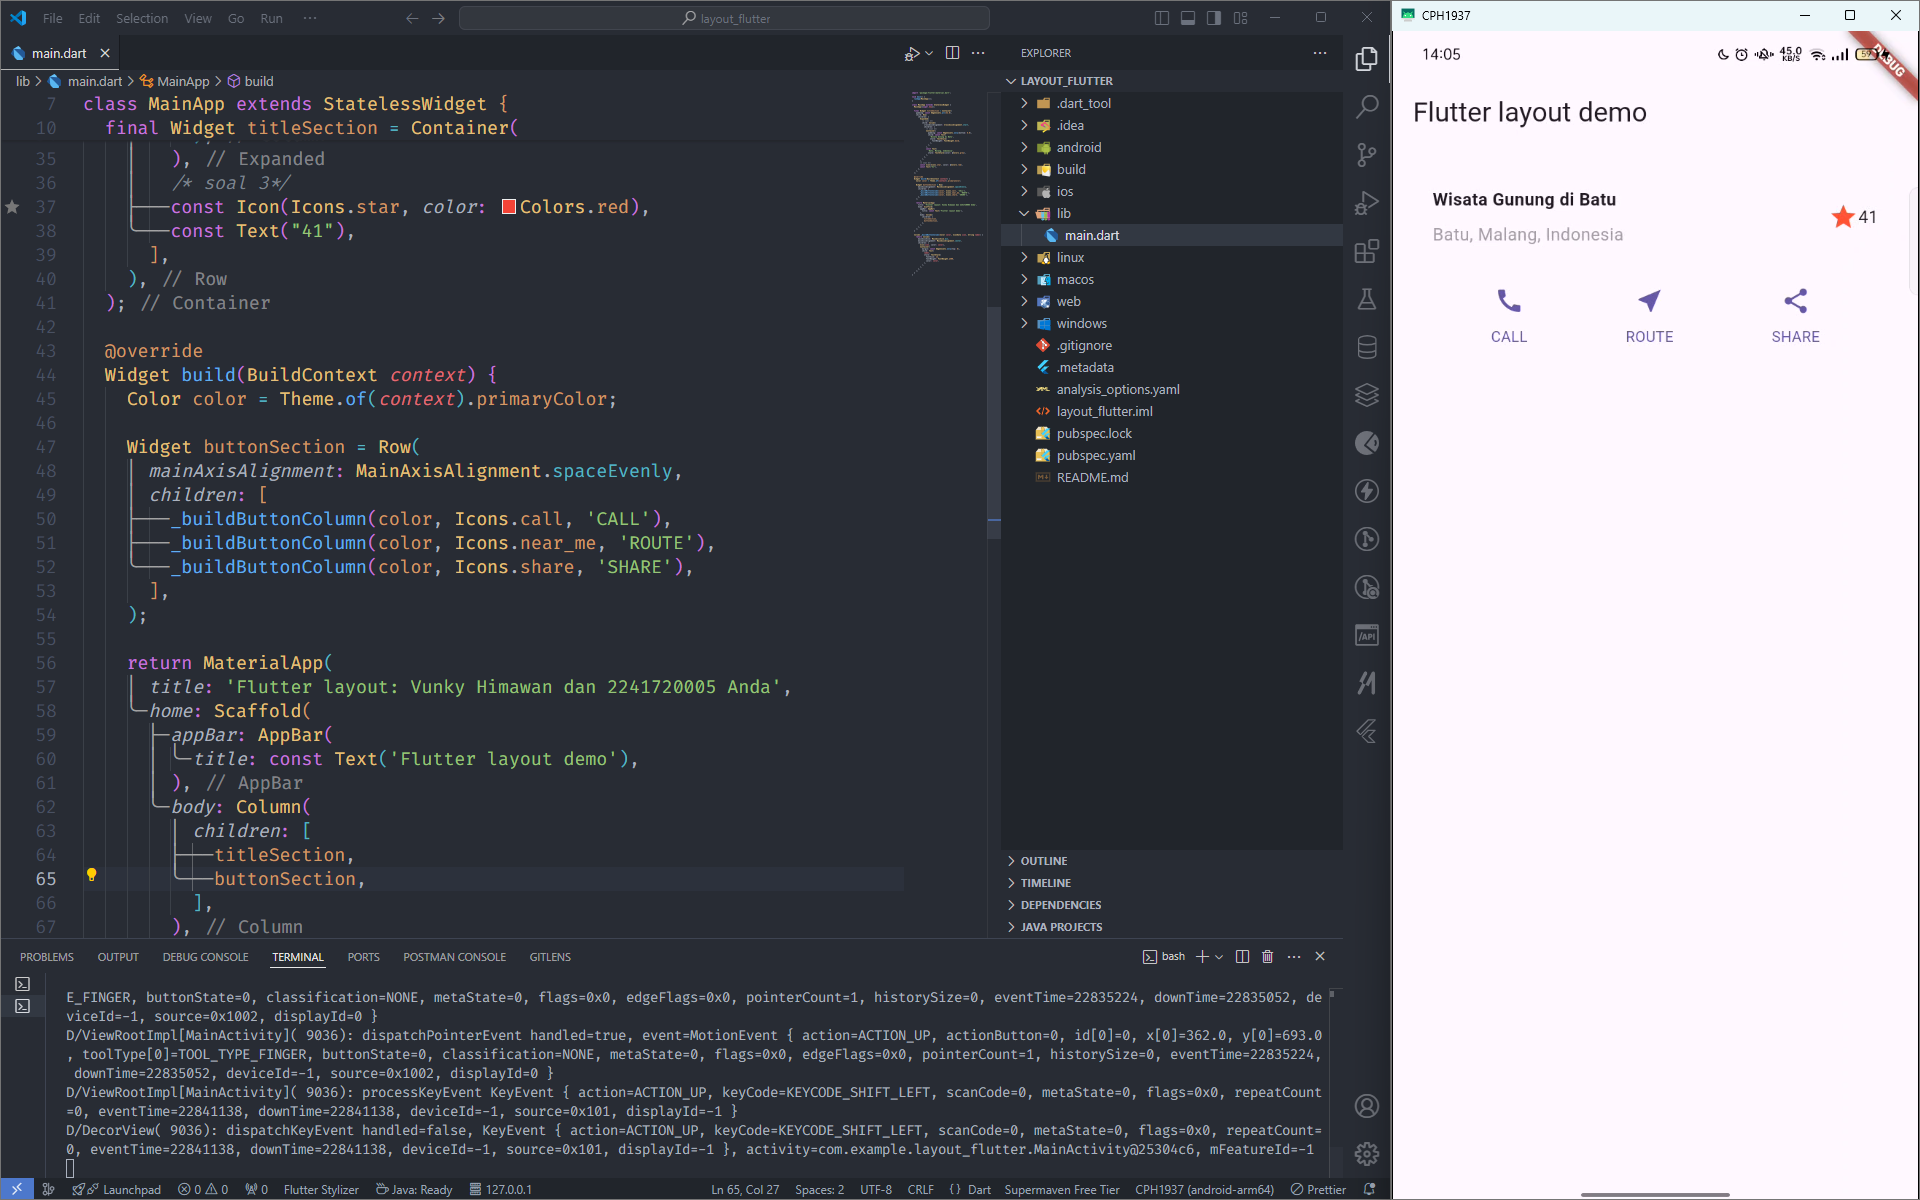 File Edit Selection View Go Run ··· layout_flutter
main.dart
lib > main.dart > MainApp > build
7 class MainApp extends StatelessWidget {
10 final Widget titleSection = Container(
35 ), // Expanded
36 /* soal 3*/
37 const Icon(Icons.star, color: Colors.red),
38 const Text("41"),
39 ],
40 ), // Row
41 ); // Container
42
43 @override
44 Widget build(BuildContext context) {
45 Color color = Theme.of(context).primaryColor;
46
47 Widget buttonSection = Row(
48 mainAxisAlignment: MainAxisAlignment.spaceEvenly,
49 children: [
50 _buildButtonColumn(color, Icons.call, 'CALL'),
51 _buildButtonColumn(color, Icons.near_me, 'ROUTE'),
52 _buildButtonColumn(color, Icons.share, 'SHARE'),
53 ],
54 );
55
56 return MaterialApp(
57 title: 'Flutter layout: Vunky Himawan dan 2241720005 Anda',
58 home: Scaffold(
59 appBar: AppBar(
60 title: const Text('Flutter layout demo'),
61 ), // AppBar
62 body: Column(
63 children: [
64 titleSection,
65 buttonSection,
66 ],
67 ), // Column
EXPLORER ···
LAYOUT_FLUTTER
.dart_tool
.idea
android
build
ios
lib
main.dart
linux
macos
web
windows
.gitignore
.metadata
analysis_options.yaml
layout_flutter.iml
pubspec.lock
pubspec.yaml
README.md
OUTLINE
TIMELINE
DEPENDENCIES
JAVA PROJECTS
PROBLEMS OUTPUT DEBUG CONSOLE TERMINAL PORTS POSTMAN CONSOLE GITLENS bash
E_FINGER, buttonState=0, classification=NONE, metaState=0, flags=0x0, edgeFlags=0x0, pointerCount=1, historySize=0, eventTime=22835224, downTime=22835052, de
viceId=-1, source=0x1002, displayId=0 }
D/ViewRootImpl[MainActivity]( 9036): dispatchPointerEvent handled=true, event=MotionEvent { action=ACTION_UP, actionButton=0, id[0]=0, x[0]=362.0, y[0]=693.0
, toolType[0]=TOOL_TYPE_FINGER, buttonState=0, classification=NONE, metaState=0, flags=0x0, edgeFlags=0x0, pointerCount=1, historySize=0, eventTime=22835224,
downTime=22835052, deviceId=-1, source=0x1002, displayId=0 }
D/ViewRootImpl[MainActivity]( 9036): processKeyEvent KeyEvent { action=ACTION_UP, keyCode=KEYCODE_SHIFT_LEFT, scanCode=0, metaState=0, flags=0x0, repeatCount
=0, eventTime=22841138, downTime=22841138, deviceId=-1, source=0x101, displayId=-1 }
D/DecorView( 9036): dispatchKeyEvent handled=false, KeyEvent { action=ACTION_UP, keyCode=KEYCODE_SHIFT_LEFT, scanCode=0, metaState=0, flags=0x0, repeatCount=
0, eventTime=22841138, downTime=22841138, deviceId=-1, source=0x101, displayId=-1 }, activity=com.example.layout_flutter.MainActivity@25304c6, mFeatureId=-1
Launchpad 0 0 0 Flutter Stylizer Java: Ready 127.0.0.1 Ln 65, Col 27 Spaces: 2 UTF-8 CRLF {} Dart Supermaven Free Tier CPH1937 (android-arm64) Prettier
/API
CPH1937
14:05 45.0 KB/S 59
DEBUG
Flutter layout demo
Wisata Gunung di Batu
Batu, Malang, Indonesia
41
CALL ROUTE SHARE